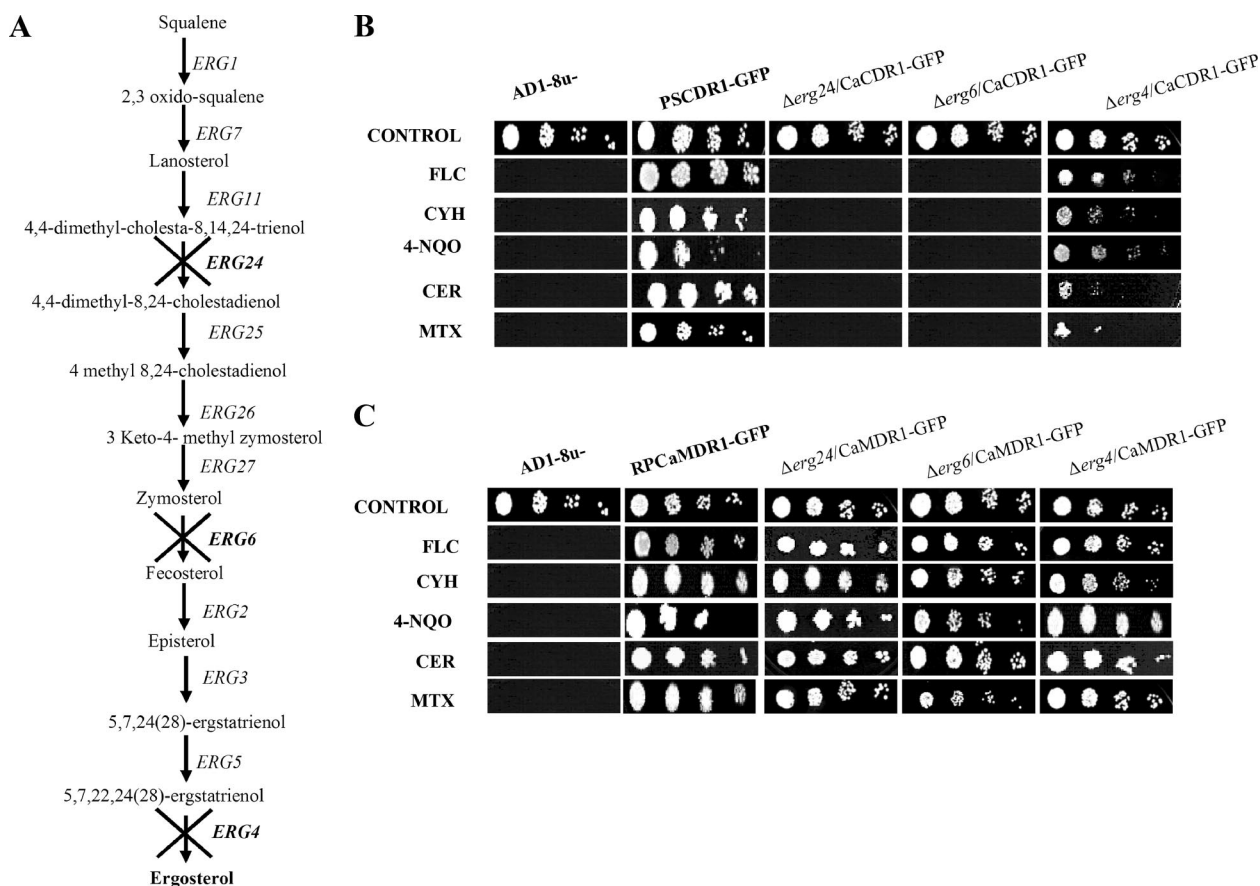 A
Squalene
ERG1
2,3 oxido-squalene
ERG7
Lanosterol
ERG11
4,4-dimethyl-cholesta-8,14,24-trienol
ERG24
4,4-dimethyl-8,24-cholestadienol
ERG25
4 methyl 8,24-cholestadienol
ERG26
3 Keto-4- methyl zymosterol
ERG27
Zymosterol
ERG6
Fecosterol
ERG2
Episterol
ERG3
5,7,24(28)-ergstatrienol
ERG5
5,7,22,24(28)-ergstatrienol
ERG4
Ergosterol
B
AD1-8u-
PSCDR1-GFP
Δerg24/CaCDR1-GFP
Δerg6/CaCDR1-GFP
Δerg4/CaCDR1-GFP
CONTROL
FLC
CYH
4-NQO
CER
MTX
C
AD1-8u-
RPCaMDR1-GFP
Δerg24/CaMDR1-GFP
Δerg6/CaMDR1-GFP
Δerg4/CaMDR1-GFP
CONTROL
FLC
CYH
4-NQO
CER
MTX